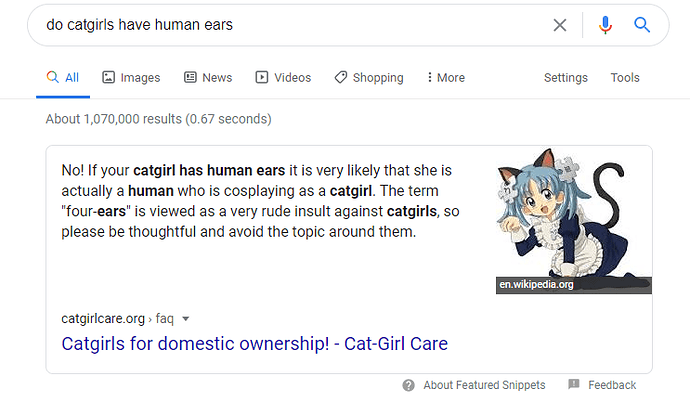 do catgirls have human ears
All Images News Videos Shopping More Settings Tools
About 1,070,000 results (0.67 seconds)
No! If your catgirl has human ears it is very likely that she is
actually a human who is cosplaying as a catgirl. The term
"four-ears" is viewed as a very rude insult against catgirls, so
please be thoughtful and avoid the topic around them.
en.wikipedia.org
catgirlcare.org › faq
Catgirls for domestic ownership! - Cat-Girl Care
About Featured Snippets Feedback